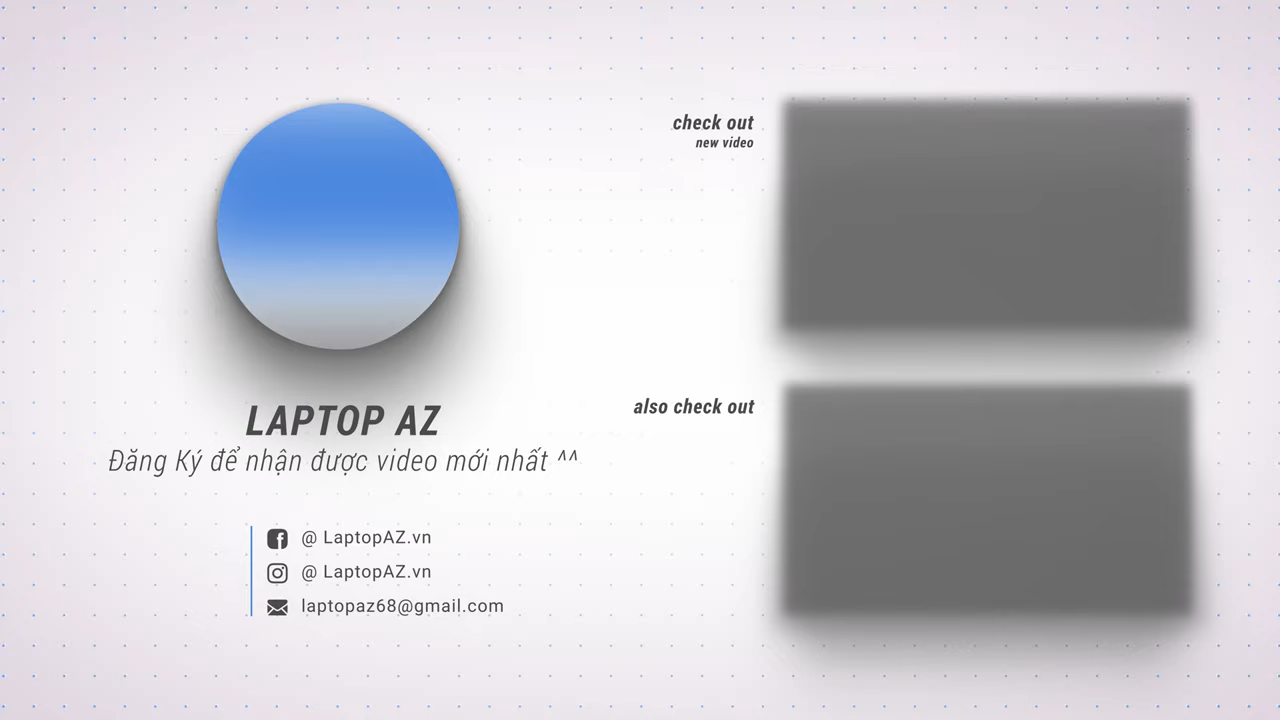 LAPTOP AZ
Đăng Ký để nhận được video mới nhất ^^
@ LaptopAZ.vn
@ LaptopAZ.vn
laptopaz68@gmail.com
check out
new video
also check out